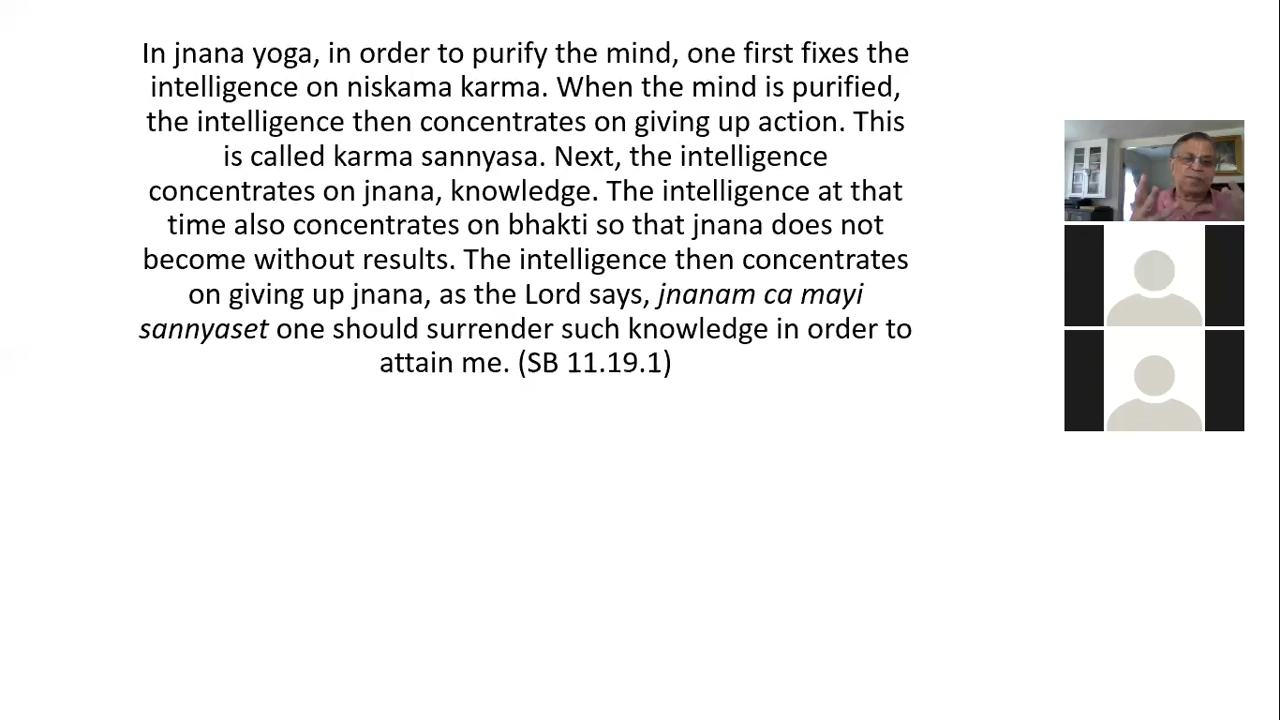 In jnana yoga, in order to purify the mind, one first fixes the
intelligence on niskama karma. When the mind is purified,
the intelligence then concentrates on giving up action. This
is called karma sannyasa. Next, the intelligence
concentrates on jnana, knowledge. The intelligence at that
time also concentrates on bhakti so that jnana does not
become without results. The intelligence then concentrates
on giving up jnana, as the Lord says, jnanam ca mayi
sannyaset one should surrender such knowledge in order to
attain me. (SB 11.19.1)